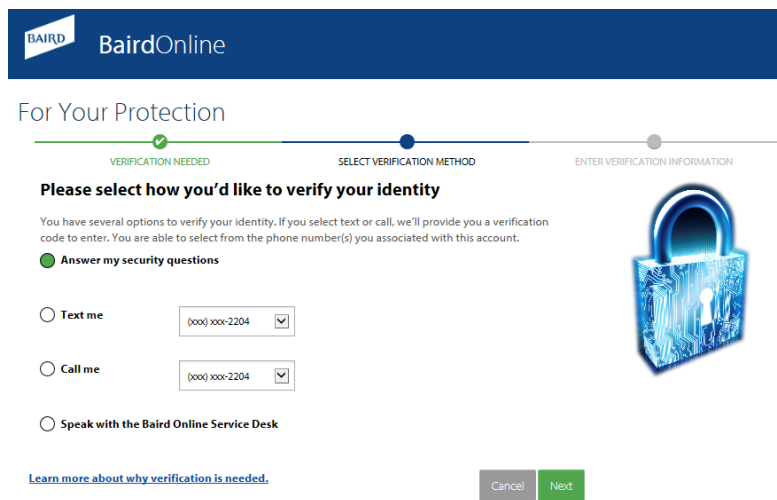 BAIRD
BairdOnline
For Your Protection
VERIFICATION NEEDED
SELECT VERIFICATION METHOD
ENTER VERIFICATION INFORMATION
Please select how you'd like to verify your identity
You have several options to verify your identity. If you select text or call, we'll provide you a verification
code to enter. You are able to select from the phone number(s) you associated with this account.
Answer my security questions
Text me
(xxx) xxx-2204
Call me
(xxx) xxx-2204
Speak with the Baird Online Service Desk
Learn more about why verification is needed.
Cancel
Next